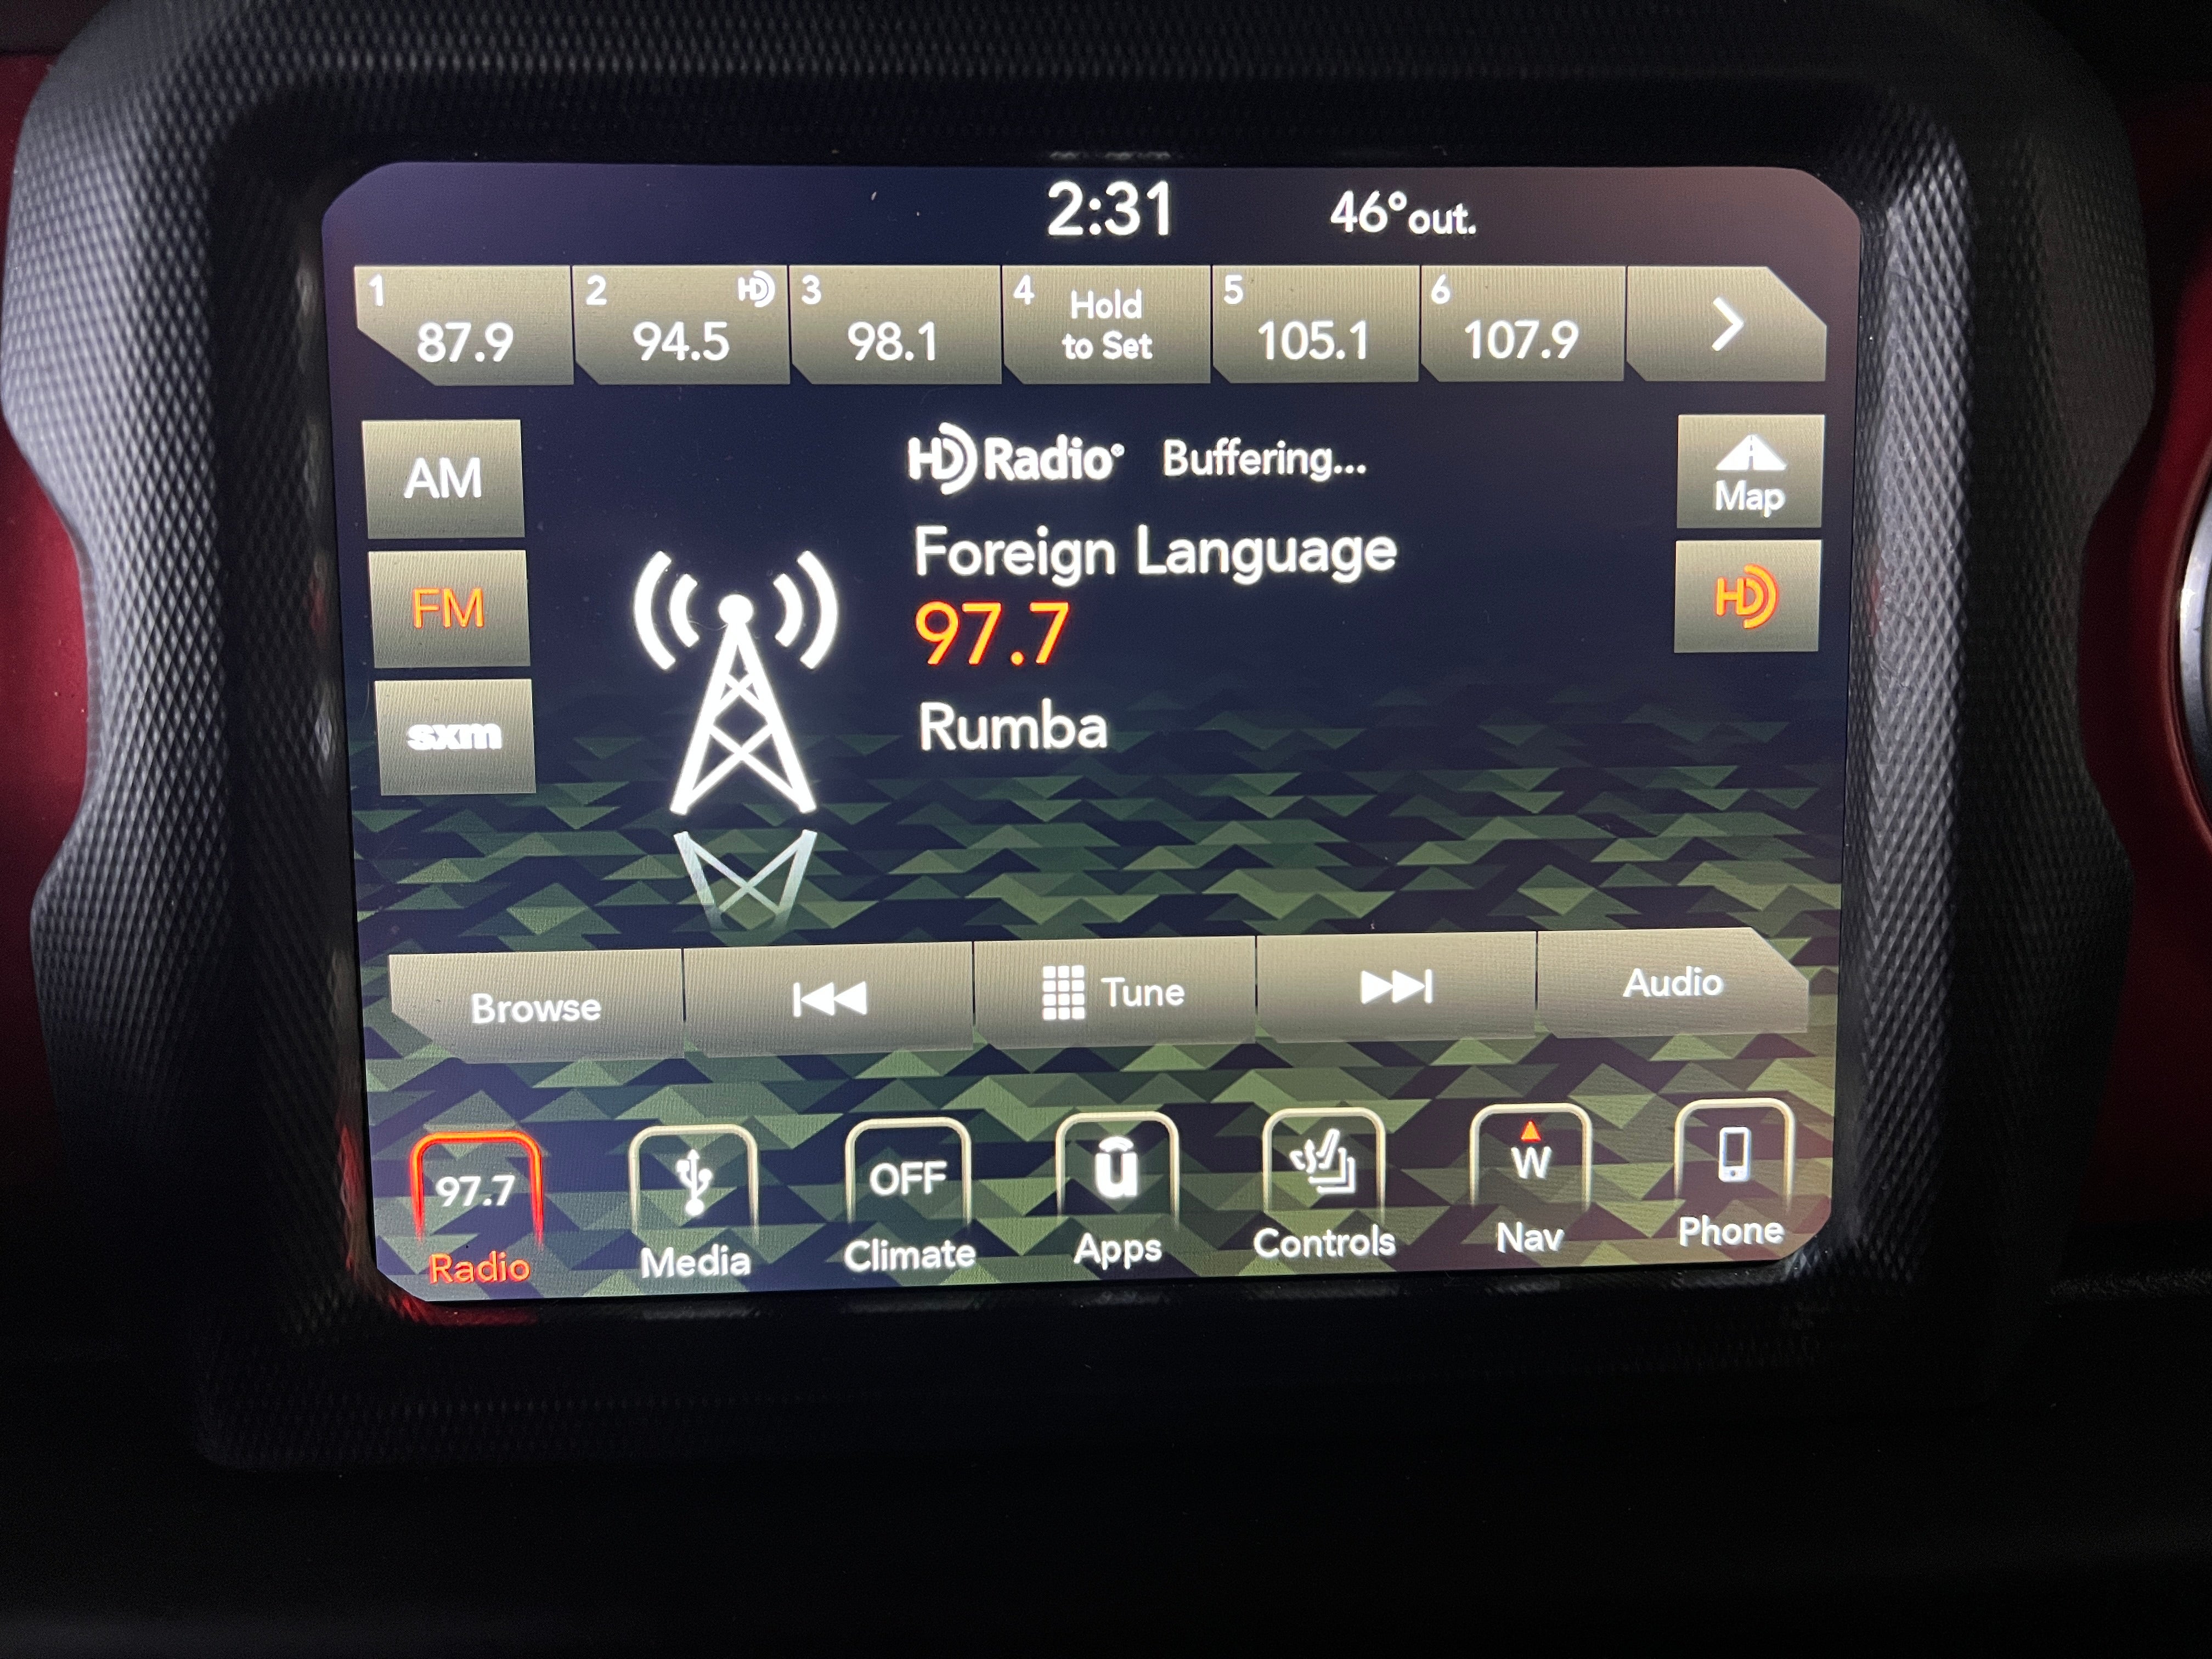 2:31 46°out.
1 87.9
2 HD 94.5
3 98.1
4 Hold to Set
5 105.1
6 107.9
AM
HD Radio® Buffering...
Map
Foreign Language
FM
97.7
HD
Rumba
sxm
Browse
Tune
Audio
97.7
OFF
u
W
Radio
Media
Climate
Apps
Controls
Nav
Phone